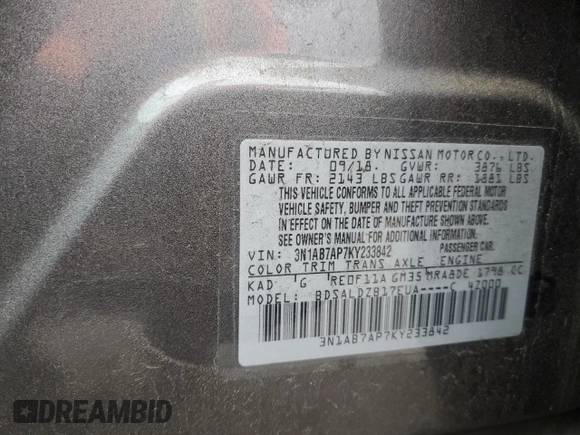 MANUFACTURED BY NISSAN MOTOR CO., LTD.
DATE: 09/18 GVWR: 3876 LBS
GAWR FR: 2143 LBS GAWR RR: 1881 LBS
THIS VEHICLE CONFORMS TO ALL APPLICABLE FEDERAL MOTOR
VEHICLE SAFETY, BUMPER AND THEFT PREVENTION STANDARDS
IN EFFECT ON THE DATE OF MANUFACTURE SHOWN ABOVE.
SEE OWNER'S MANUAL FOR ADDITIONAL INFORMATION.
VIN: 3N1AB7AP7KY233842 PASSENGER CAR.
COLOR TRIM TRANS AXLE ENGINE
KAD G RE0F11A GM35 MRA8DE 1798 CC
MODEL: BDSALDZB17EUA----C 4Z000
3N1AB7AP7KY233842
DREAMBID